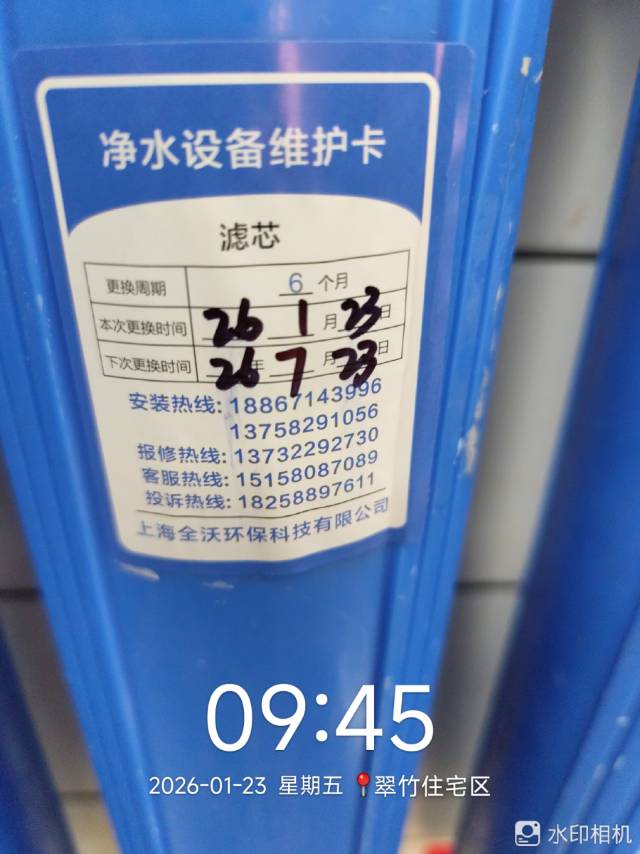 净水设备维护卡
滤芯
更换周期 6 个月
本次更换时间 26 1 月 23 日
下次更换时间 26 年 7 月 23 日
安装热线: 18867143996
13758291056
报修热线: 13732292730
客服热线: 15158087089
投诉热线: 18258897611
上海全沃环保科技有限公司
09:45
2026-01-23 星期五 翠竹住宅区
水印相机